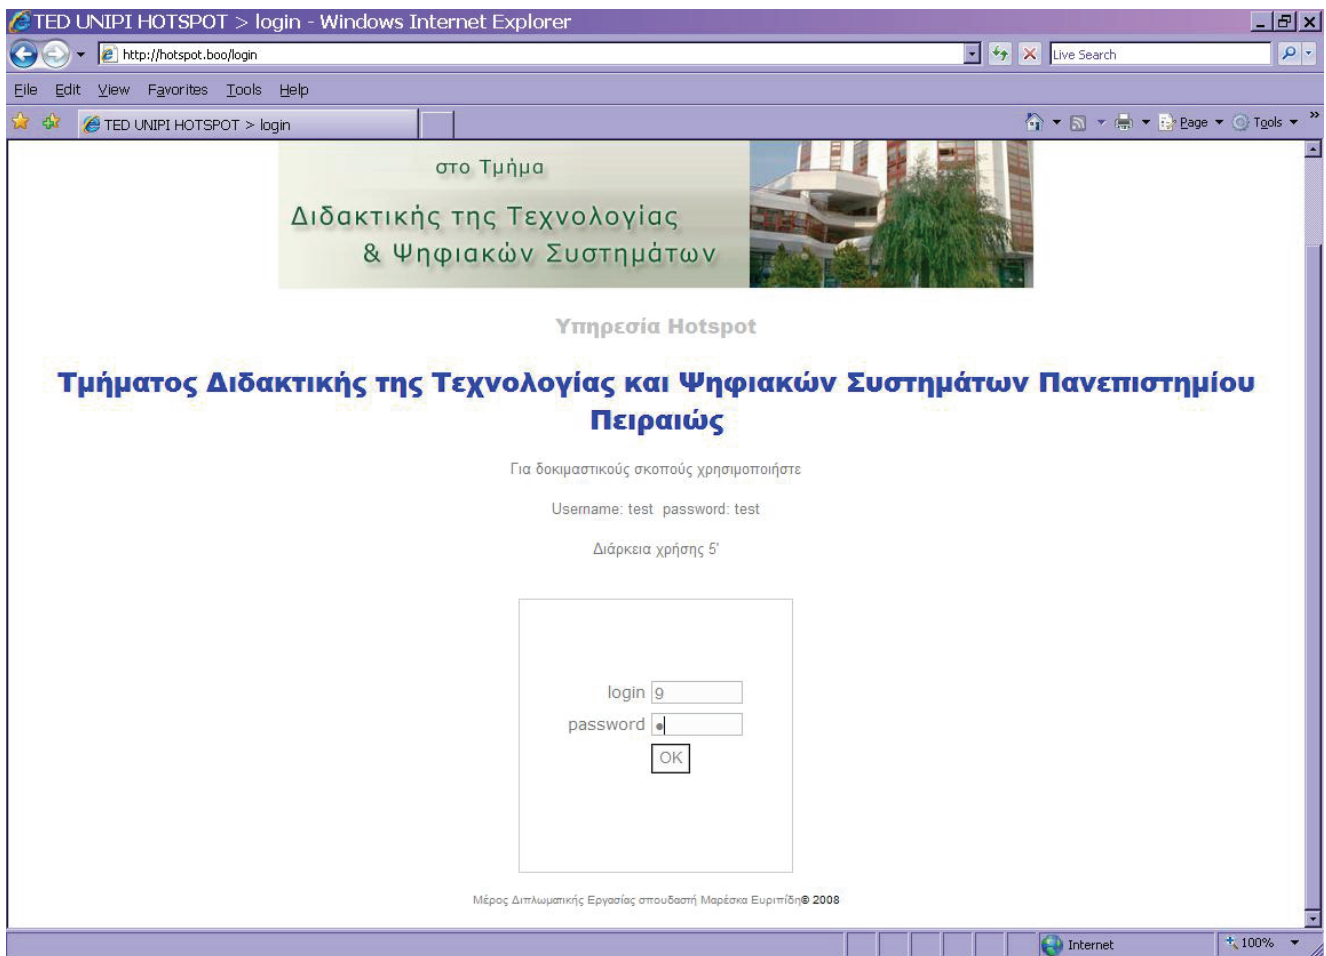 TED UNIPI HOTSPOT > login - Windows Internet Explorer
http://hotspot.boo/login
Live Search
File Edit View Favorites Tools Help
TED UNIPI HOTSPOT > login
Page Tools
στο Τμήμα
Διδακτικής της Τεχνολογίας
& Ψηφιακών Συστημάτων
Υπηρεσία Hotspot
Τμήματος Διδακτικής της Τεχνολογίας και Ψηφιακών Συστημάτων Πανεπιστημίου
Πειραιώς
Για δοκιμαστικούς σκοπούς χρησιμοποιήστε
Username: test password: test
Διάρκεια χρήσης 5'
login 9
password
OK
Μέρος Διπλωματικής Εργασίας σπουδαστή Μαρέσκα Ευριπίδη© 2008
Internet
100%